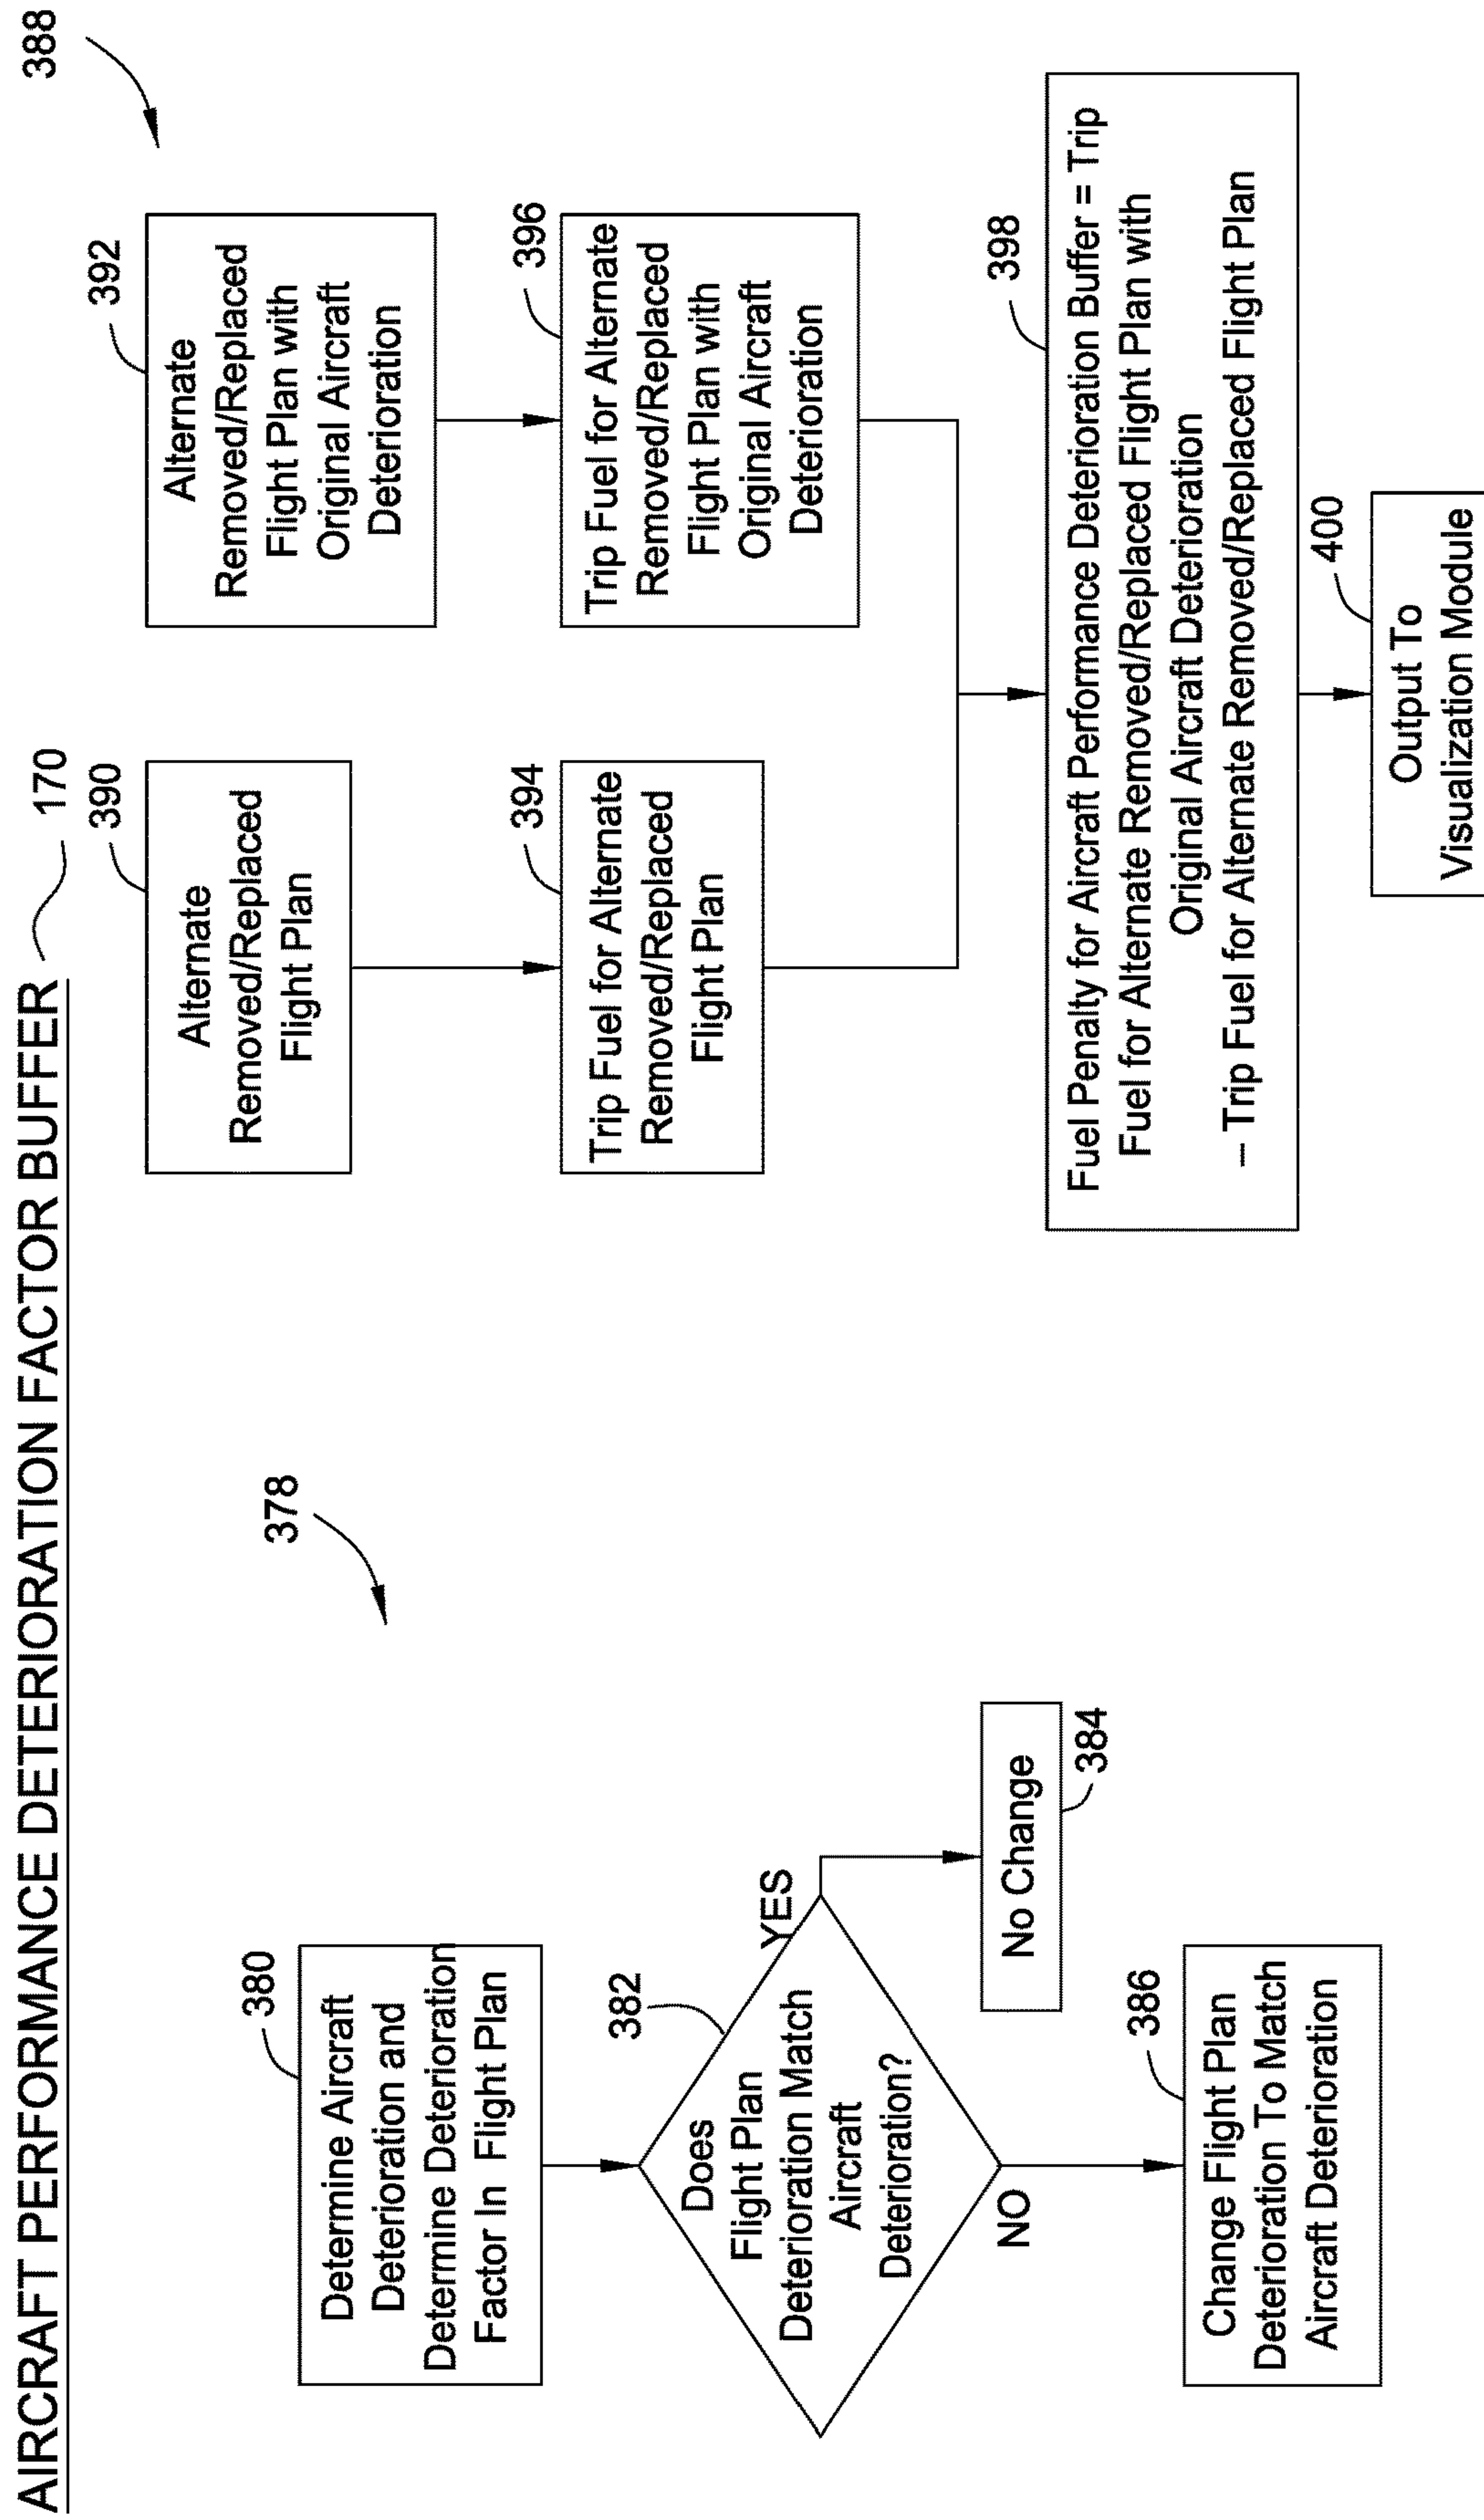 AIRCRAFT PERFORMANCE DETERIORATION FACTOR BUFFER
170
378
380
Determine Aircraft
Deterioration and
Determine Deterioration
Factor In Flight Plan
382
Does
Flight Plan
Deterioration Match
Aircraft
Deterioration?
YES
No Change
384
NO
386
Change Flight Plan
Deterioration To Match
Aircraft Deterioration
388
390
Alternate
Removed/Replaced
Flight Plan
392
Alternate
Removed/Replaced
Flight Plan with
Original Aircraft
Deterioration
394
Trip Fuel for Alternate
Removed/Replaced
Flight Plan
396
Trip Fuel for Alternate
Removed/Replaced
Flight Plan with
Original Aircraft
Deterioration
398
Fuel Penalty for Aircraft Performance Deterioration Buffer = Trip
Fuel for Alternate Removed/Replaced Flight Plan with
Original Aircraft Deterioration
– Trip Fuel for Alternate Removed/Replaced Flight Plan
400
Output To
Visualization Module